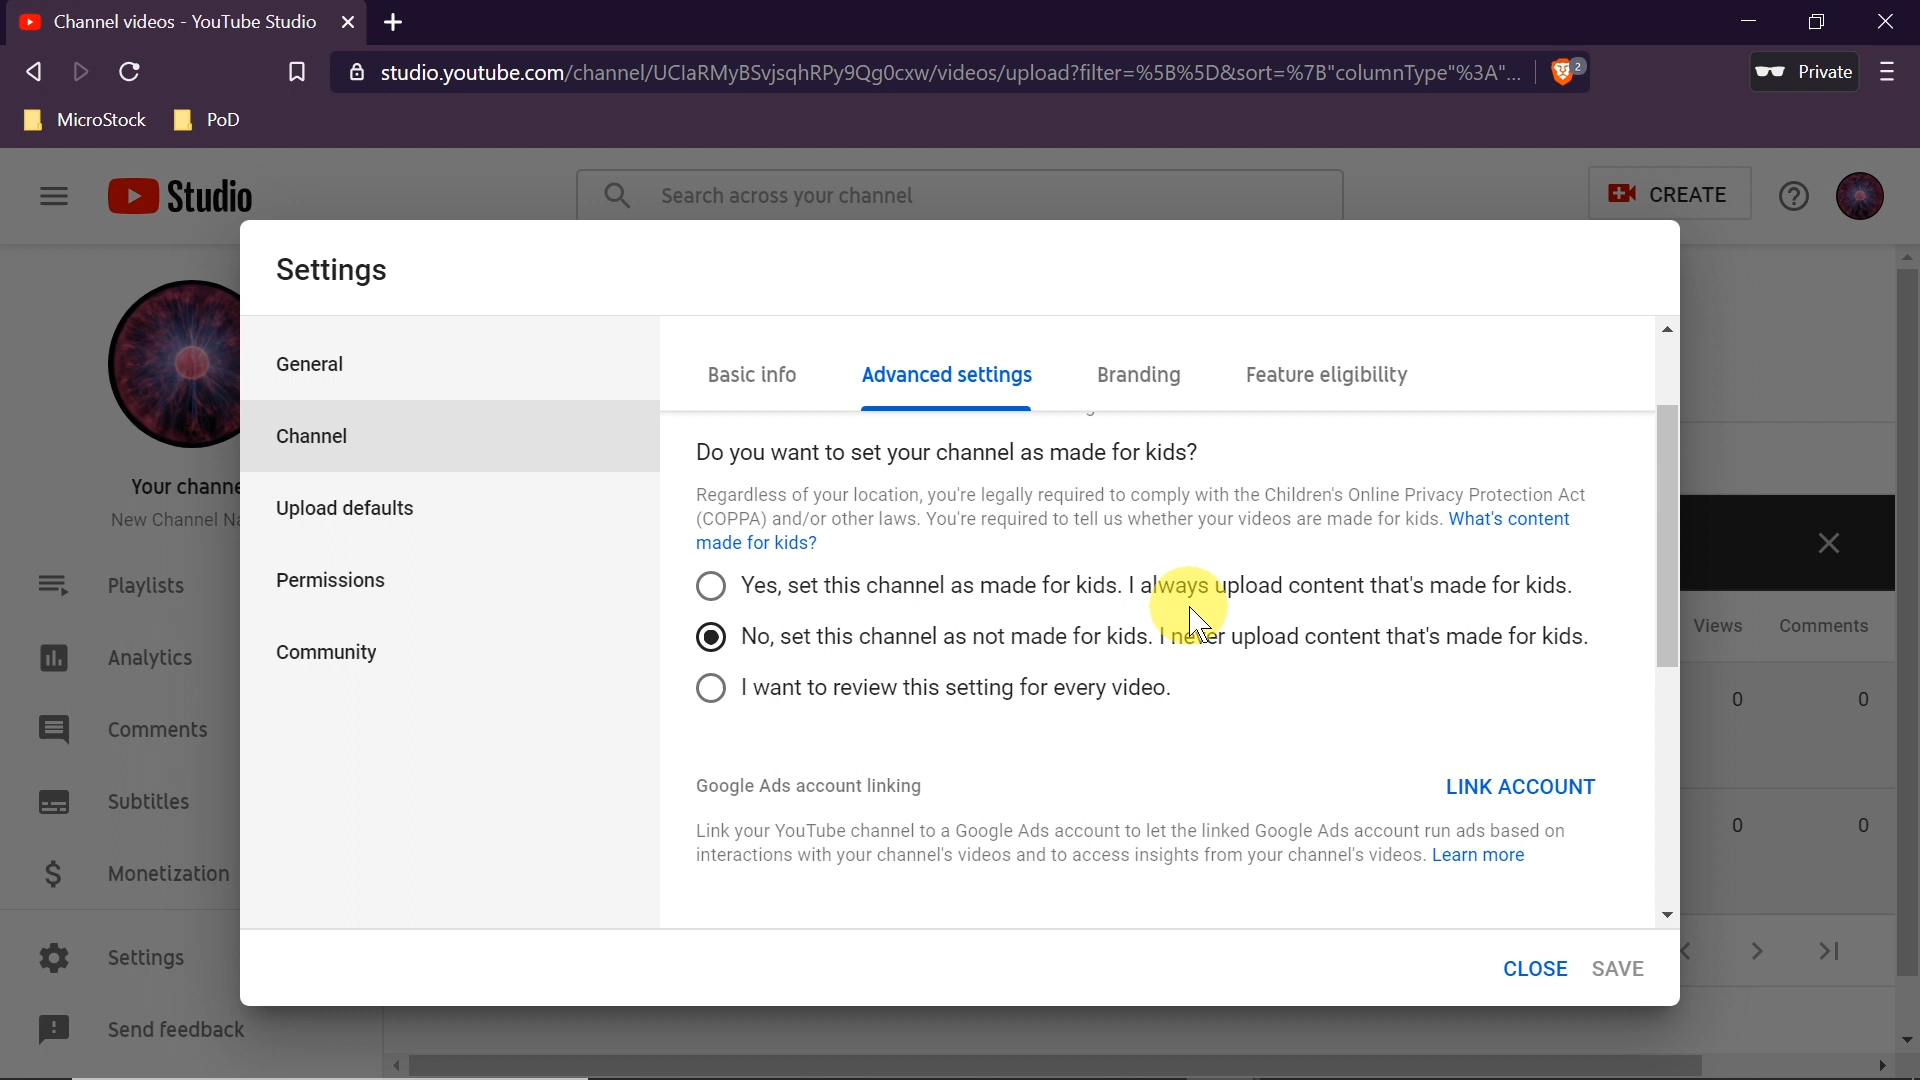 Channel videos - YouTube Studio
studio.youtube.com/channel/UClaRMyBSvjsqhRPy9Qg0cxw/videos/upload?filter=%5B%5D&sort=%7B"columnType"%3A"...
2
Private
MicroStock
PoD
Studio
Search across your channel
CREATE
Settings
General
Channel
Upload defaults
Permissions
Community
Basic info
Advanced settings
Branding
Feature eligibility
Do you want to set your channel as made for kids?
Regardless of your location, you're legally required to comply with the Children's Online Privacy Protection Act
(COPPA) and/or other laws. You're required to tell us whether your videos are made for kids. What's content
made for kids?
Yes, set this channel as made for kids. I always upload content that's made for kids.
No, set this channel as not made for kids. I never upload content that's made for kids.
I want to review this setting for every video.
Google Ads account linking
LINK ACCOUNT
Link your YouTube channel to a Google Ads account to let the linked Google Ads account run ads based on
interactions with your channel's videos and to access insights from your channel's videos. Learn more
CLOSE
SAVE
Your channe
New Channel Na
Playlists
Analytics
Comments
Subtitles
Monetization
Settings
Send feedback
Views
Comments
0
0
0
0